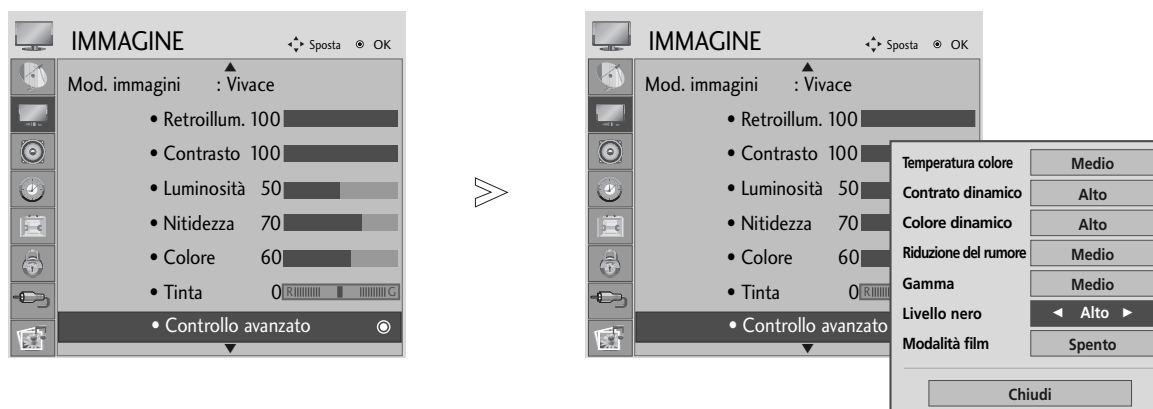 IMMAGINE Sposta OK
Mod. immagini : Vivace
• Retroillum. 100
• Contrasto 100
• Luminosità 50
• Nitidezza 70
• Colore 60
• Tinta 0 R G
• Controllo avanzato
IMMAGINE Sposta OK
Mod. immagini : Vivace
• Retroillum. 100
• Contrasto 100
• Luminosità 50
• Nitidezza 70
• Colore 60
• Tinta 0 R
• Controllo avanzato
Temperatura colore Medio
Contrato dinamico Alto
Colore dinamico Alto
Riduzione del rumore Medio
Gamma Medio
Livello nero ◄ Alto ►
Modalità film Spento
Chiudi